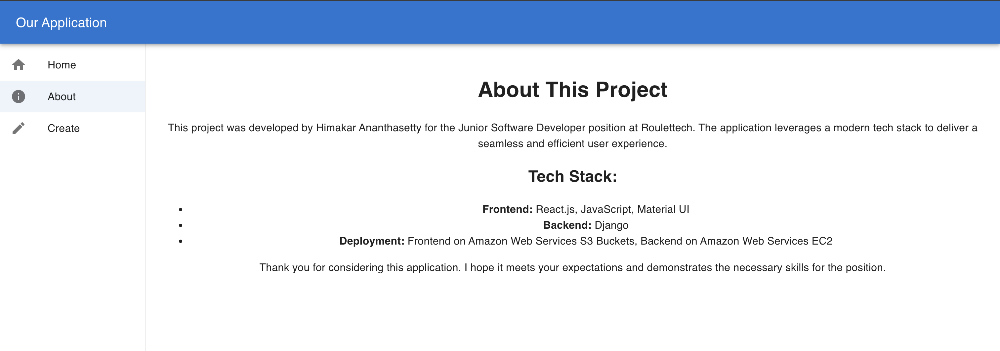 Our Application
Home
About
Create
About This Project
This project was developed by Himakar Ananthasetty for the Junior Software Developer position at Roulettech. The application leverages a modern tech stack to deliver a
seamless and efficient user experience.
Tech Stack:
• Frontend: React.js, JavaScript, Material UI
• Backend: Django
• Deployment: Frontend on Amazon Web Services S3 Buckets, Backend on Amazon Web Services EC2
Thank you for considering this application. I hope it meets your expectations and demonstrates the necessary skills for the position.